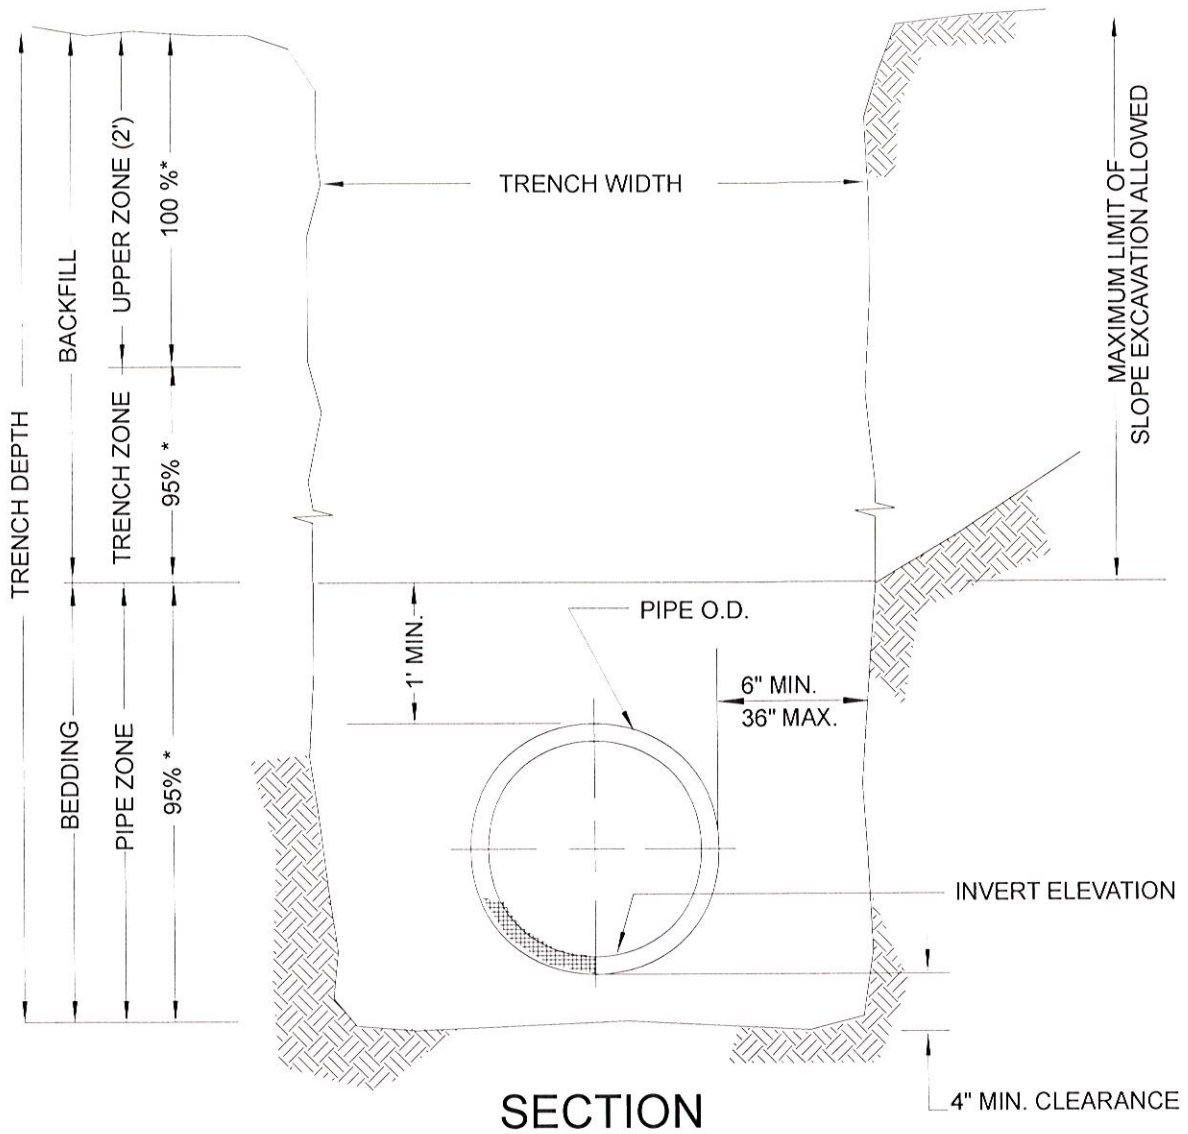 TRENCH DEPTH
BACKFILL
UPPER ZONE (2')
100 %*
TRENCH ZONE
95% *
BEDDING
PIPE ZONE
95% *
TRENCH WIDTH
MAXIMUM LIMIT OF
SLOPE EXCAVATION ALLOWED
1' MIN.
PIPE O.D.
6" MIN.
36" MAX.
INVERT ELEVATION
4" MIN. CLEARANCE
SECTION